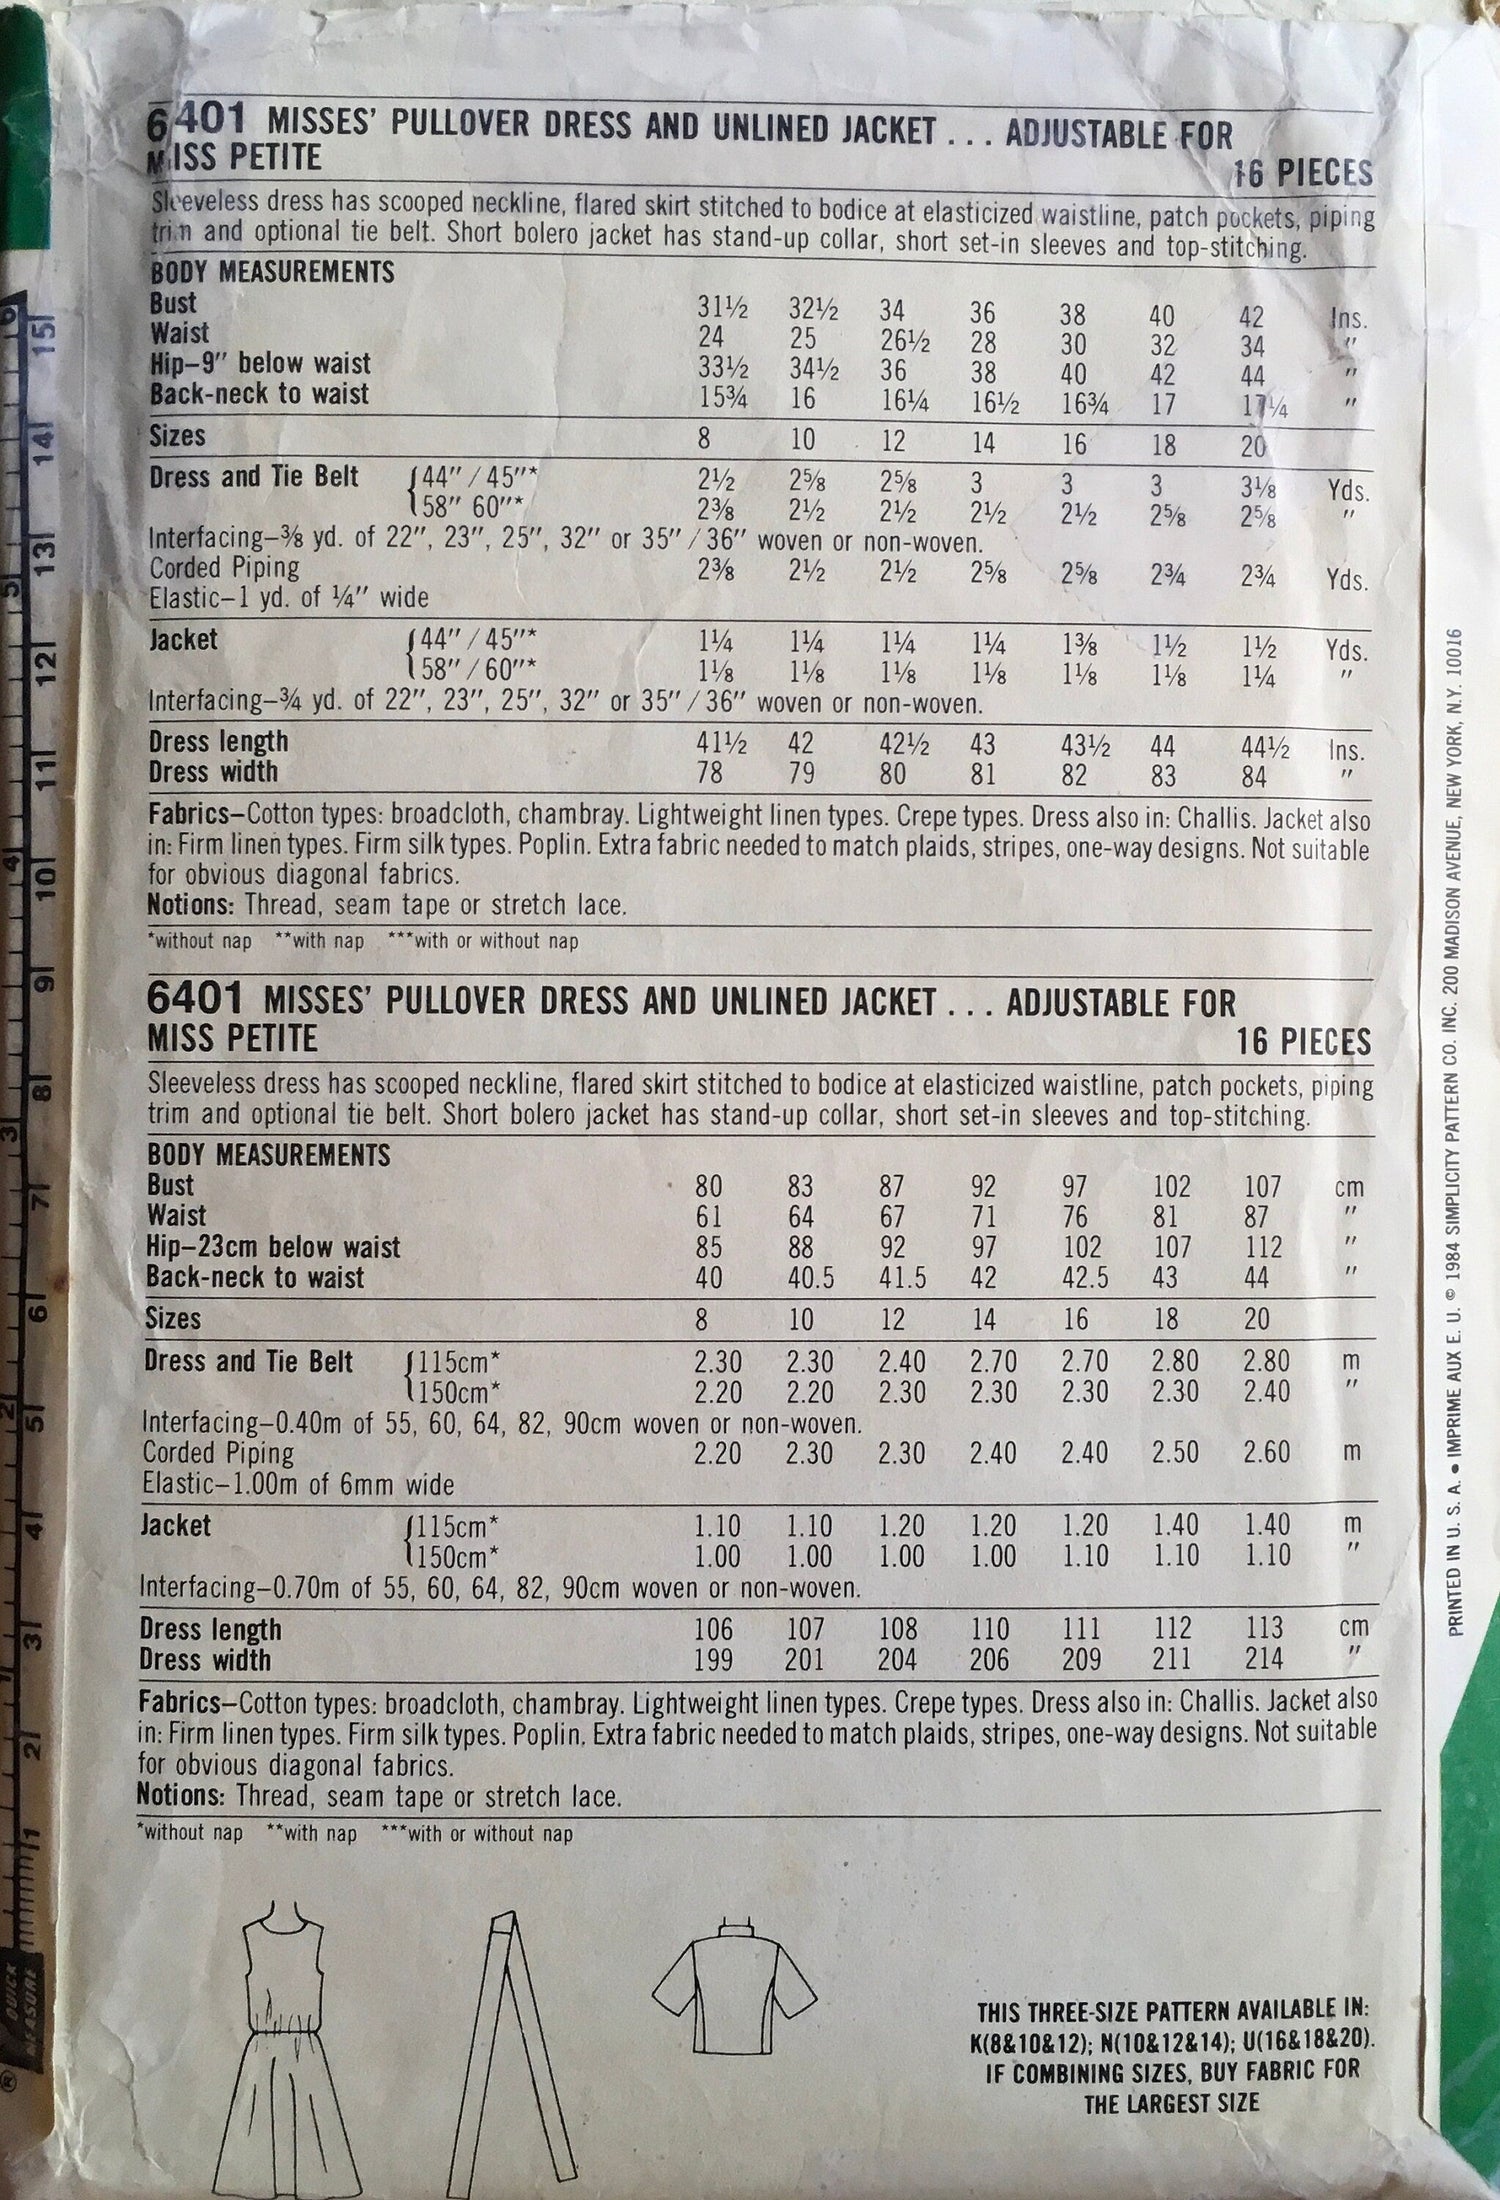 6401 MISSES' PULLOVER DRESS AND UNLINED JACKET . . . ADJUSTABLE FOR
MISS PETITE 16 PIECES
Sleeveless dress has scooped neckline, flared skirt stitched to bodice at elasticized waistline, patch pockets, piping
trim and optional tie belt. Short bolero jacket has stand-up collar, short set-in sleeves and top-stitching.
BODY MEASUREMENTS
Bust 31½ 32½ 34 36 38 40 42 Ins.
Waist 24 25 26½ 28 30 32 34 "
Hip–9" below waist 33½ 34½ 36 38 40 42 44 "
Back-neck to waist 15¾ 16 16¼ 16½ 16¾ 17 17¼ "
Sizes 8 10 12 14 16 18 20
Dress and Tie Belt {44" / 45"* 2½ 2⅝ 2⅝ 3 3 3 3⅛ Yds.
58" 60"* 2⅜ 2½ 2½ 2½ 2½ 2⅝ 2⅝ "
Interfacing–⅜ yd. of 22", 23", 25", 32" or 35" / 36" woven or non-woven.
Corded Piping 2⅜ 2½ 2½ 2⅝ 2⅝ 2¾ 2¾ Yds.
Elastic–1 yd. of ¼" wide
Jacket {44" / 45"* 1¼ 1¼ 1¼ 1¼ 1⅜ 1½ 1½ Yds.
58" / 60"* 1⅛ 1⅛ 1⅛ 1⅛ 1⅛ 1⅛ 1¼ "
Interfacing–¾ yd. of 22", 23", 25", 32" or 35" / 36" woven or non-woven.
Dress length 41½ 42 42½ 43 43½ 44 44½ Ins.
Dress width 78 79 80 81 82 83 84 "
Fabrics–Cotton types: broadcloth, chambray. Lightweight linen types. Crepe types. Dress also in: Challis. Jacket also
in: Firm linen types. Firm silk types. Poplin. Extra fabric needed to match plaids, stripes, one-way designs. Not suitable
for obvious diagonal fabrics.
Notions: Thread, seam tape or stretch lace.
*without nap **with nap ***with or without nap
6401 MISSES' PULLOVER DRESS AND UNLINED JACKET . . . ADJUSTABLE FOR
MISS PETITE 16 PIECES
Sleeveless dress has scooped neckline, flared skirt stitched to bodice at elasticized waistline, patch pockets, piping
trim and optional tie belt. Short bolero jacket has stand-up collar, short set-in sleeves and top-stitching.
BODY MEASUREMENTS
Bust 80 83 87 92 97 102 107 cm
Waist 61 64 67 71 76 81 87 "
Hip–23cm below waist 85 88 92 97 102 107 112 "
Back-neck to waist 40 40.5 41.5 42 42.5 43 44 "
Sizes 8 10 12 14 16 18 20
Dress and Tie Belt {115cm* 2.30 2.30 2.40 2.70 2.70 2.80 2.80 m
150cm* 2.20 2.20 2.30 2.30 2.30 2.30 2.40 "
Interfacing–0.40m of 55, 60, 64, 82, 90cm woven or non-woven.
Corded Piping 2.20 2.30 2.30 2.40 2.40 2.50 2.60 m
Elastic–1.00m of 6mm wide
Jacket {115cm* 1.10 1.10 1.20 1.20 1.20 1.40 1.40 m
150cm* 1.00 1.00 1.00 1.00 1.10 1.10 1.10 "
Interfacing–0.70m of 55, 60, 64, 82, 90cm woven or non-woven.
Dress length 106 107 108 110 111 112 113 cm
Dress width 199 201 204 206 209 211 214 "
Fabrics–Cotton types: broadcloth, chambray. Lightweight linen types. Crepe types. Dress also in: Challis. Jacket also
in: Firm linen types. Firm silk types. Poplin. Extra fabric needed to match plaids, stripes, one-way designs. Not suitable
for obvious diagonal fabrics.
Notions: Thread, seam tape or stretch lace.
*without nap **with nap ***with or without nap
THIS THREE-SIZE PATTERN AVAILABLE IN:
K(8&10&12); N(10&12&14); U(16&18&20).
IF COMBINING SIZES, BUY FABRIC FOR
THE LARGEST SIZE
PRINTED IN U. S. A. • IMPRIME AUX E. U. © 1984 SIMPLICITY PATTERN CO. INC. 200 MADISON AVENUE, NEW YORK, N.Y. 10016
15 14 13 12 11 10 9 8 7 6 5 4 3 2 1
6 5 4 3 2 1
QUICK
MEASURE
®